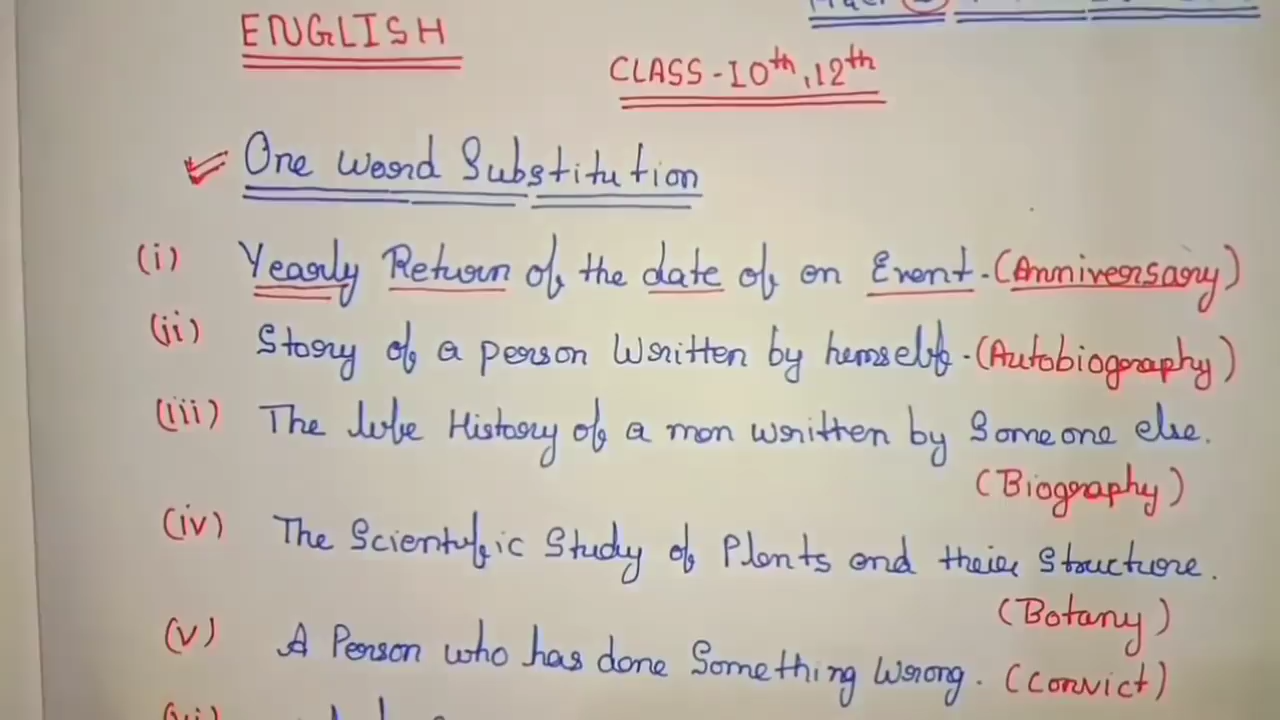 ENGLISH
CLASS-10th,12th
One Word Substitution
(i) Yearly Return of the date of on Event-(Anniversary)
(ii) Story of a person Written by hemself-(Autobiography)
(iii) The life History of a man written by Someone else.
(Biography)
(iv) The Scientific Study of Plants and their Structure.
(Botany)
(v) A Person who has done Something Wrong. (Convict)